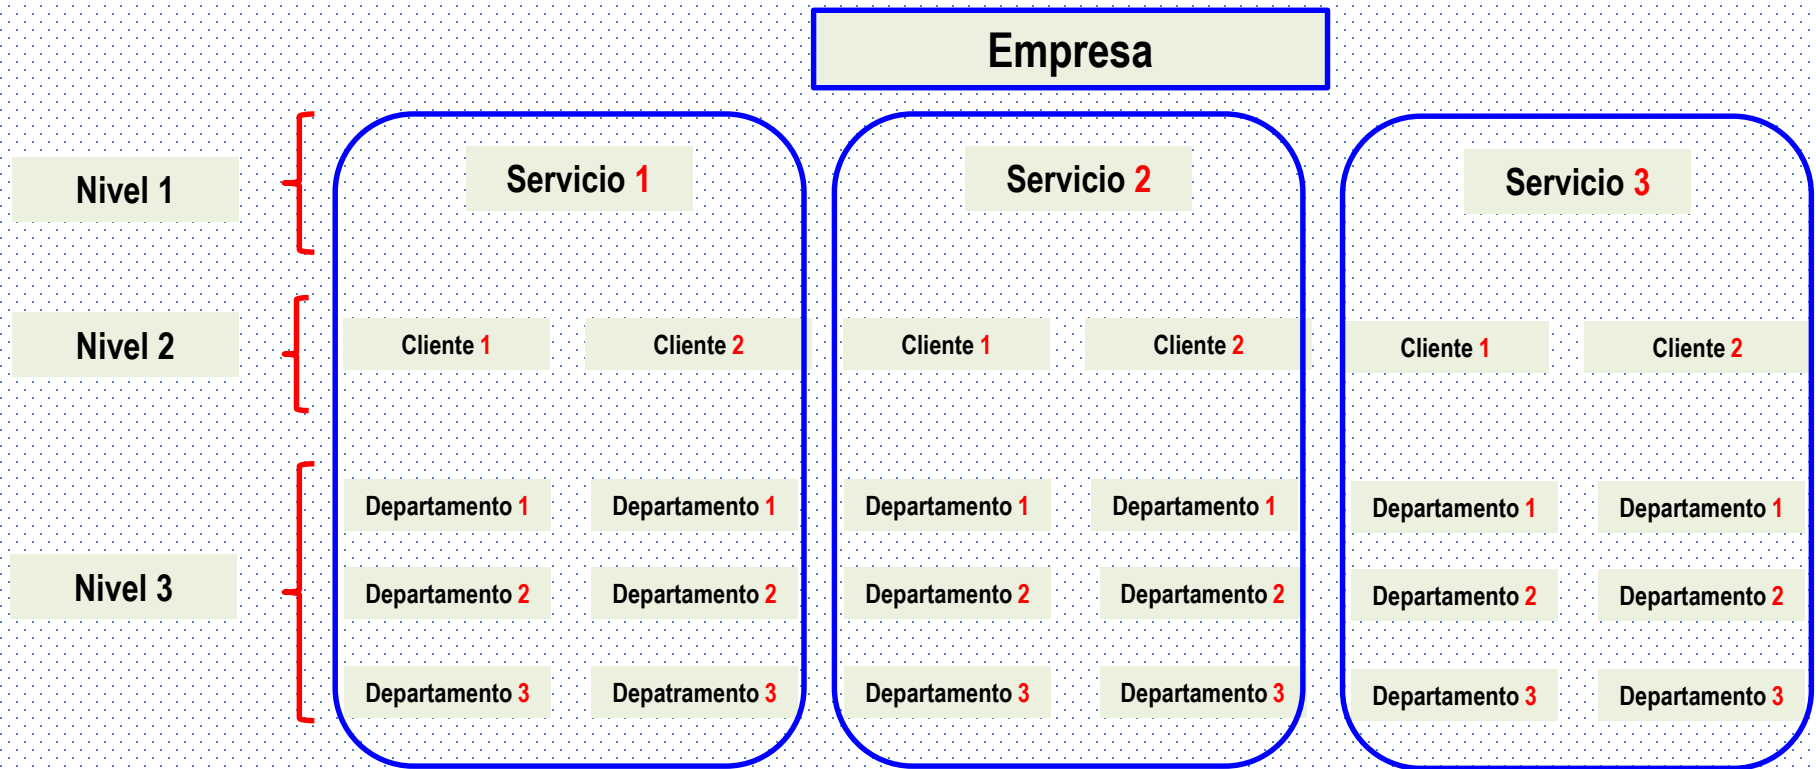 Empresa
Nivel 1
Servicio 1
Servicio 2
Servicio 3
Nivel 2
Cliente 1
Cliente 2
Cliente 1
Cliente 2
Cliente 1
Cliente 2
Nivel 3
Departamento 1
Departamento 1
Departamento 1
Departamento 1
Departamento 1
Departamento 1
Departamento 2
Departamento 2
Departamento 2
Departamento 2
Departamento 2
Departamento 2
Departamento 3
Depatramento 3
Departamento 3
Departamento 3
Departamento 3
Departamento 3